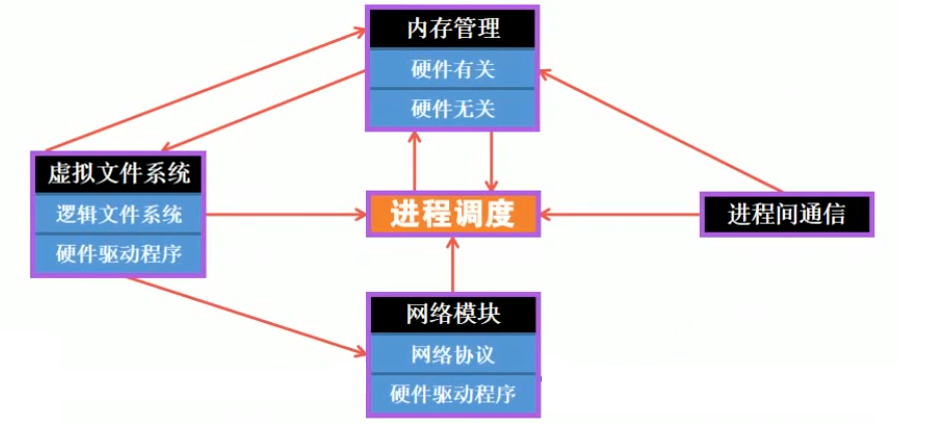 内存管理
硬件有关
硬件无关
虚拟文件系统
逻辑文件系统
硬件驱动程序
进程调度
进程间通信
网络模块
网络协议
硬件驱动程序